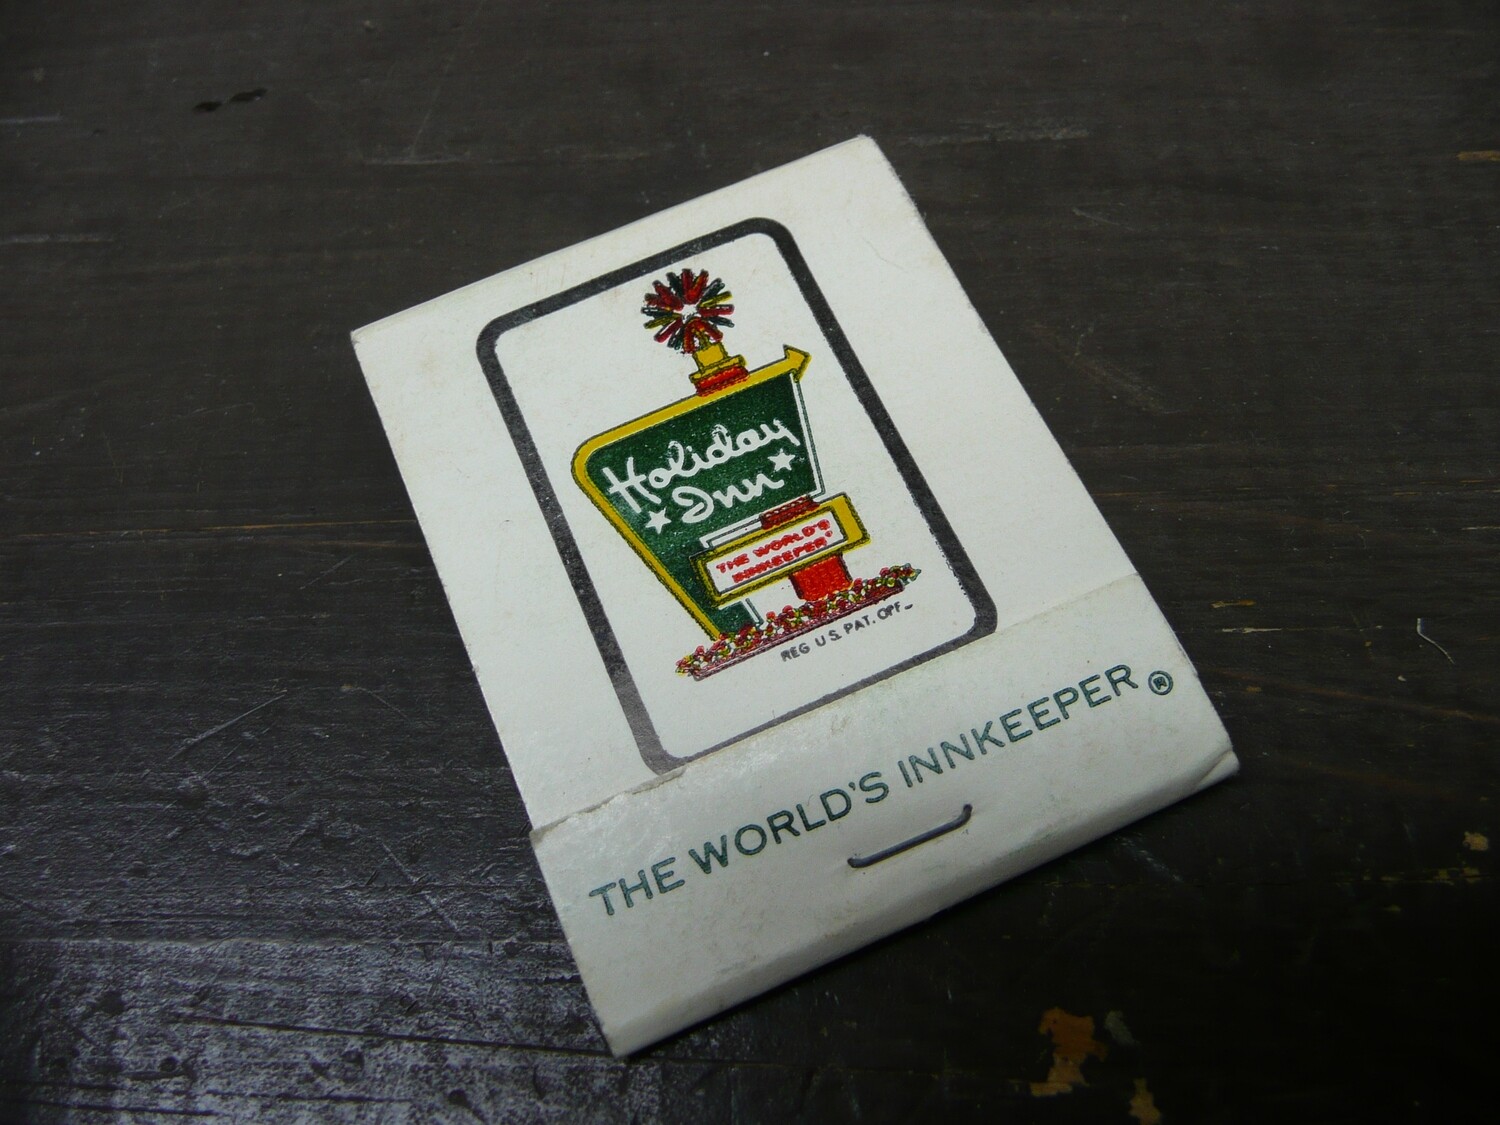 Holiday
Inn
THE WORLD'S
INNKEEPER
REG U.S. PAT. OFF.
THE WORLD'S INNKEEPER ®